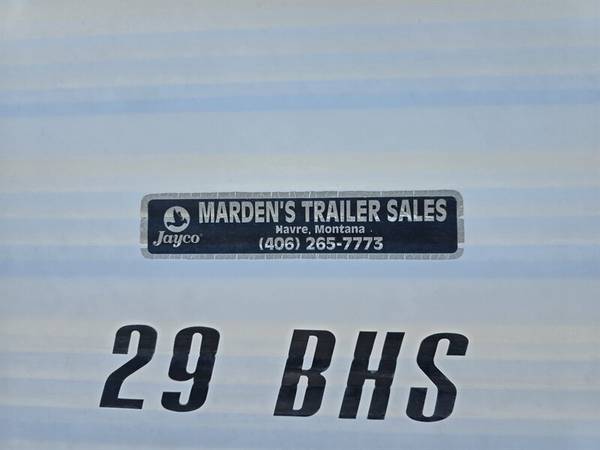 MARDEN'S TRAILER SALES
Jayco®
Havre, Montana
(406) 265-7773
29 BHS